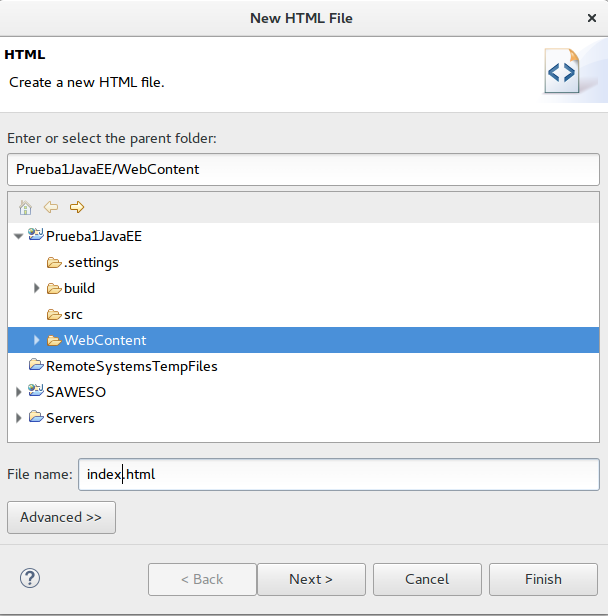 New HTML File
HTML
Create a new HTML file.
Enter or select the parent folder:
Prueba1JavaEE/WebContent
Prueba1JavaEE
.settings
build
src
WebContent
RemoteSystemsTempFiles
SAWESO
Servers
File name: index.html
Advanced >>
< Back Next > Cancel Finish